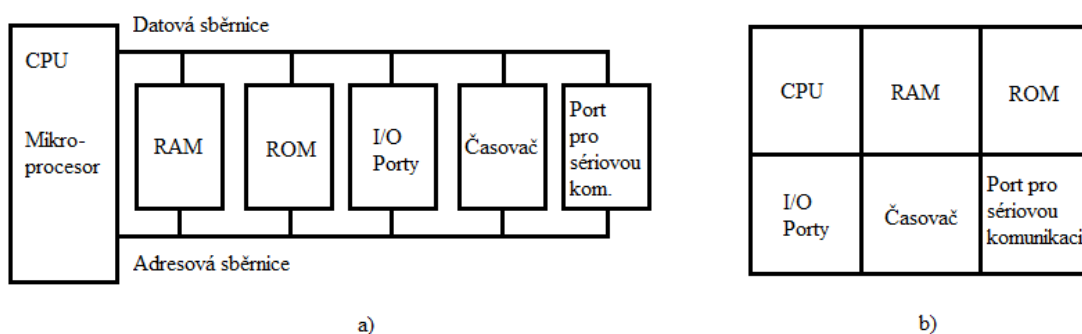 Datová sběrnice
CPU
Mikro-
procesor
RAM
ROM
I/O
Porty
Časovač
Port
pro
sériovou
kom.
Adresová sběrnice
a)
CPU
RAM
ROM
I/O
Porty
Časovač
Port pro
sériovou
komunikaci
b)